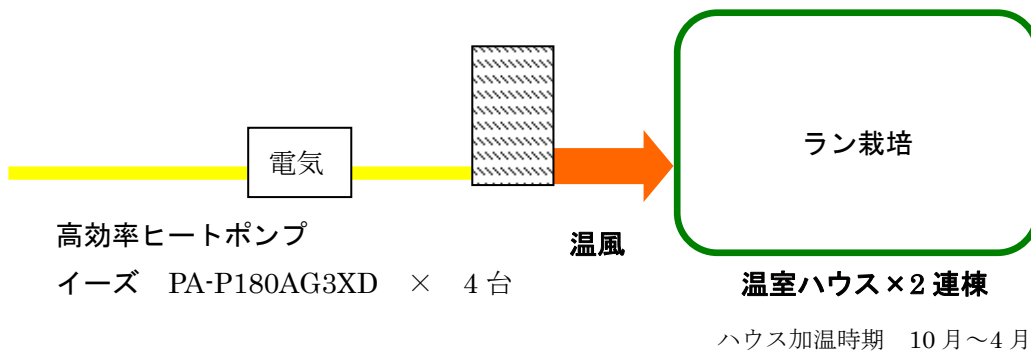 電気
ラン栽培
高効率ヒートポンプ
イーズ PA-P180AG3XD × 4台
温風
温室ハウス×2連棟
ハウス加温時期 10月～4月